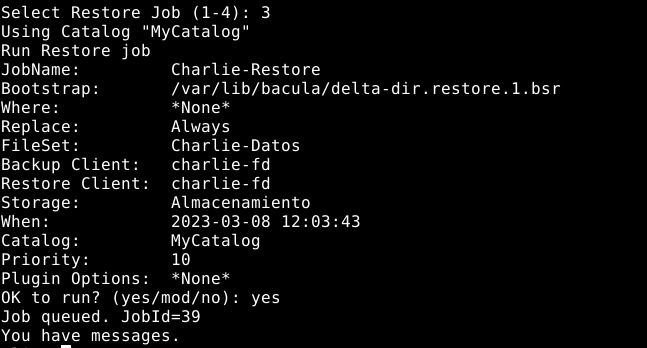 Select Restore Job (1-4): 3
Using Catalog "MyCatalog"
Run Restore job
JobName:         Charlie-Restore
Bootstrap:       /var/lib/bacula/delta-dir.restore.1.bsr
Where:           *None*
Replace:         Always
FileSet:         Charlie-Datos
Backup Client:   charlie-fd
Restore Client:  charlie-fd
Storage:         Almacenamiento
When:            2023-03-08 12:03:43
Catalog:         MyCatalog
Priority:        10
Plugin Options:  *None*
OK to run? (yes/mod/no): yes
Job queued. JobId=39
You have messages.